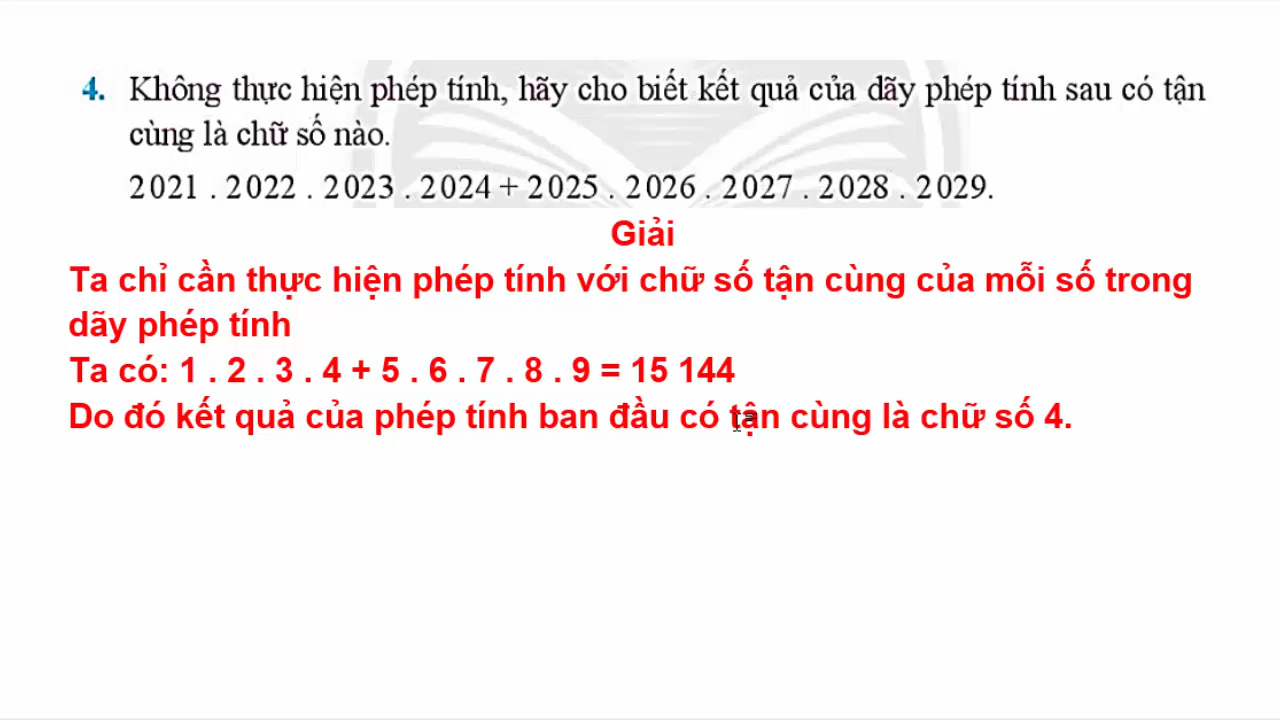 4. Không thực hiện phép tính, hãy cho biết kết quả của dãy phép tính sau có tận
cùng là chữ số nào.
2021 . 2022 . 2023 . 2024 + 2025 . 2026 . 2027 . 2028 . 2029.
Giải
Ta chỉ cần thực hiện phép tính với chữ số tận cùng của mỗi số trong
dãy phép tính
Ta có: 1 . 2 . 3 . 4 + 5 . 6 . 7 . 8 . 9 = 15 144
Do đó kết quả của phép tính ban đầu có tận cùng là chữ số 4.